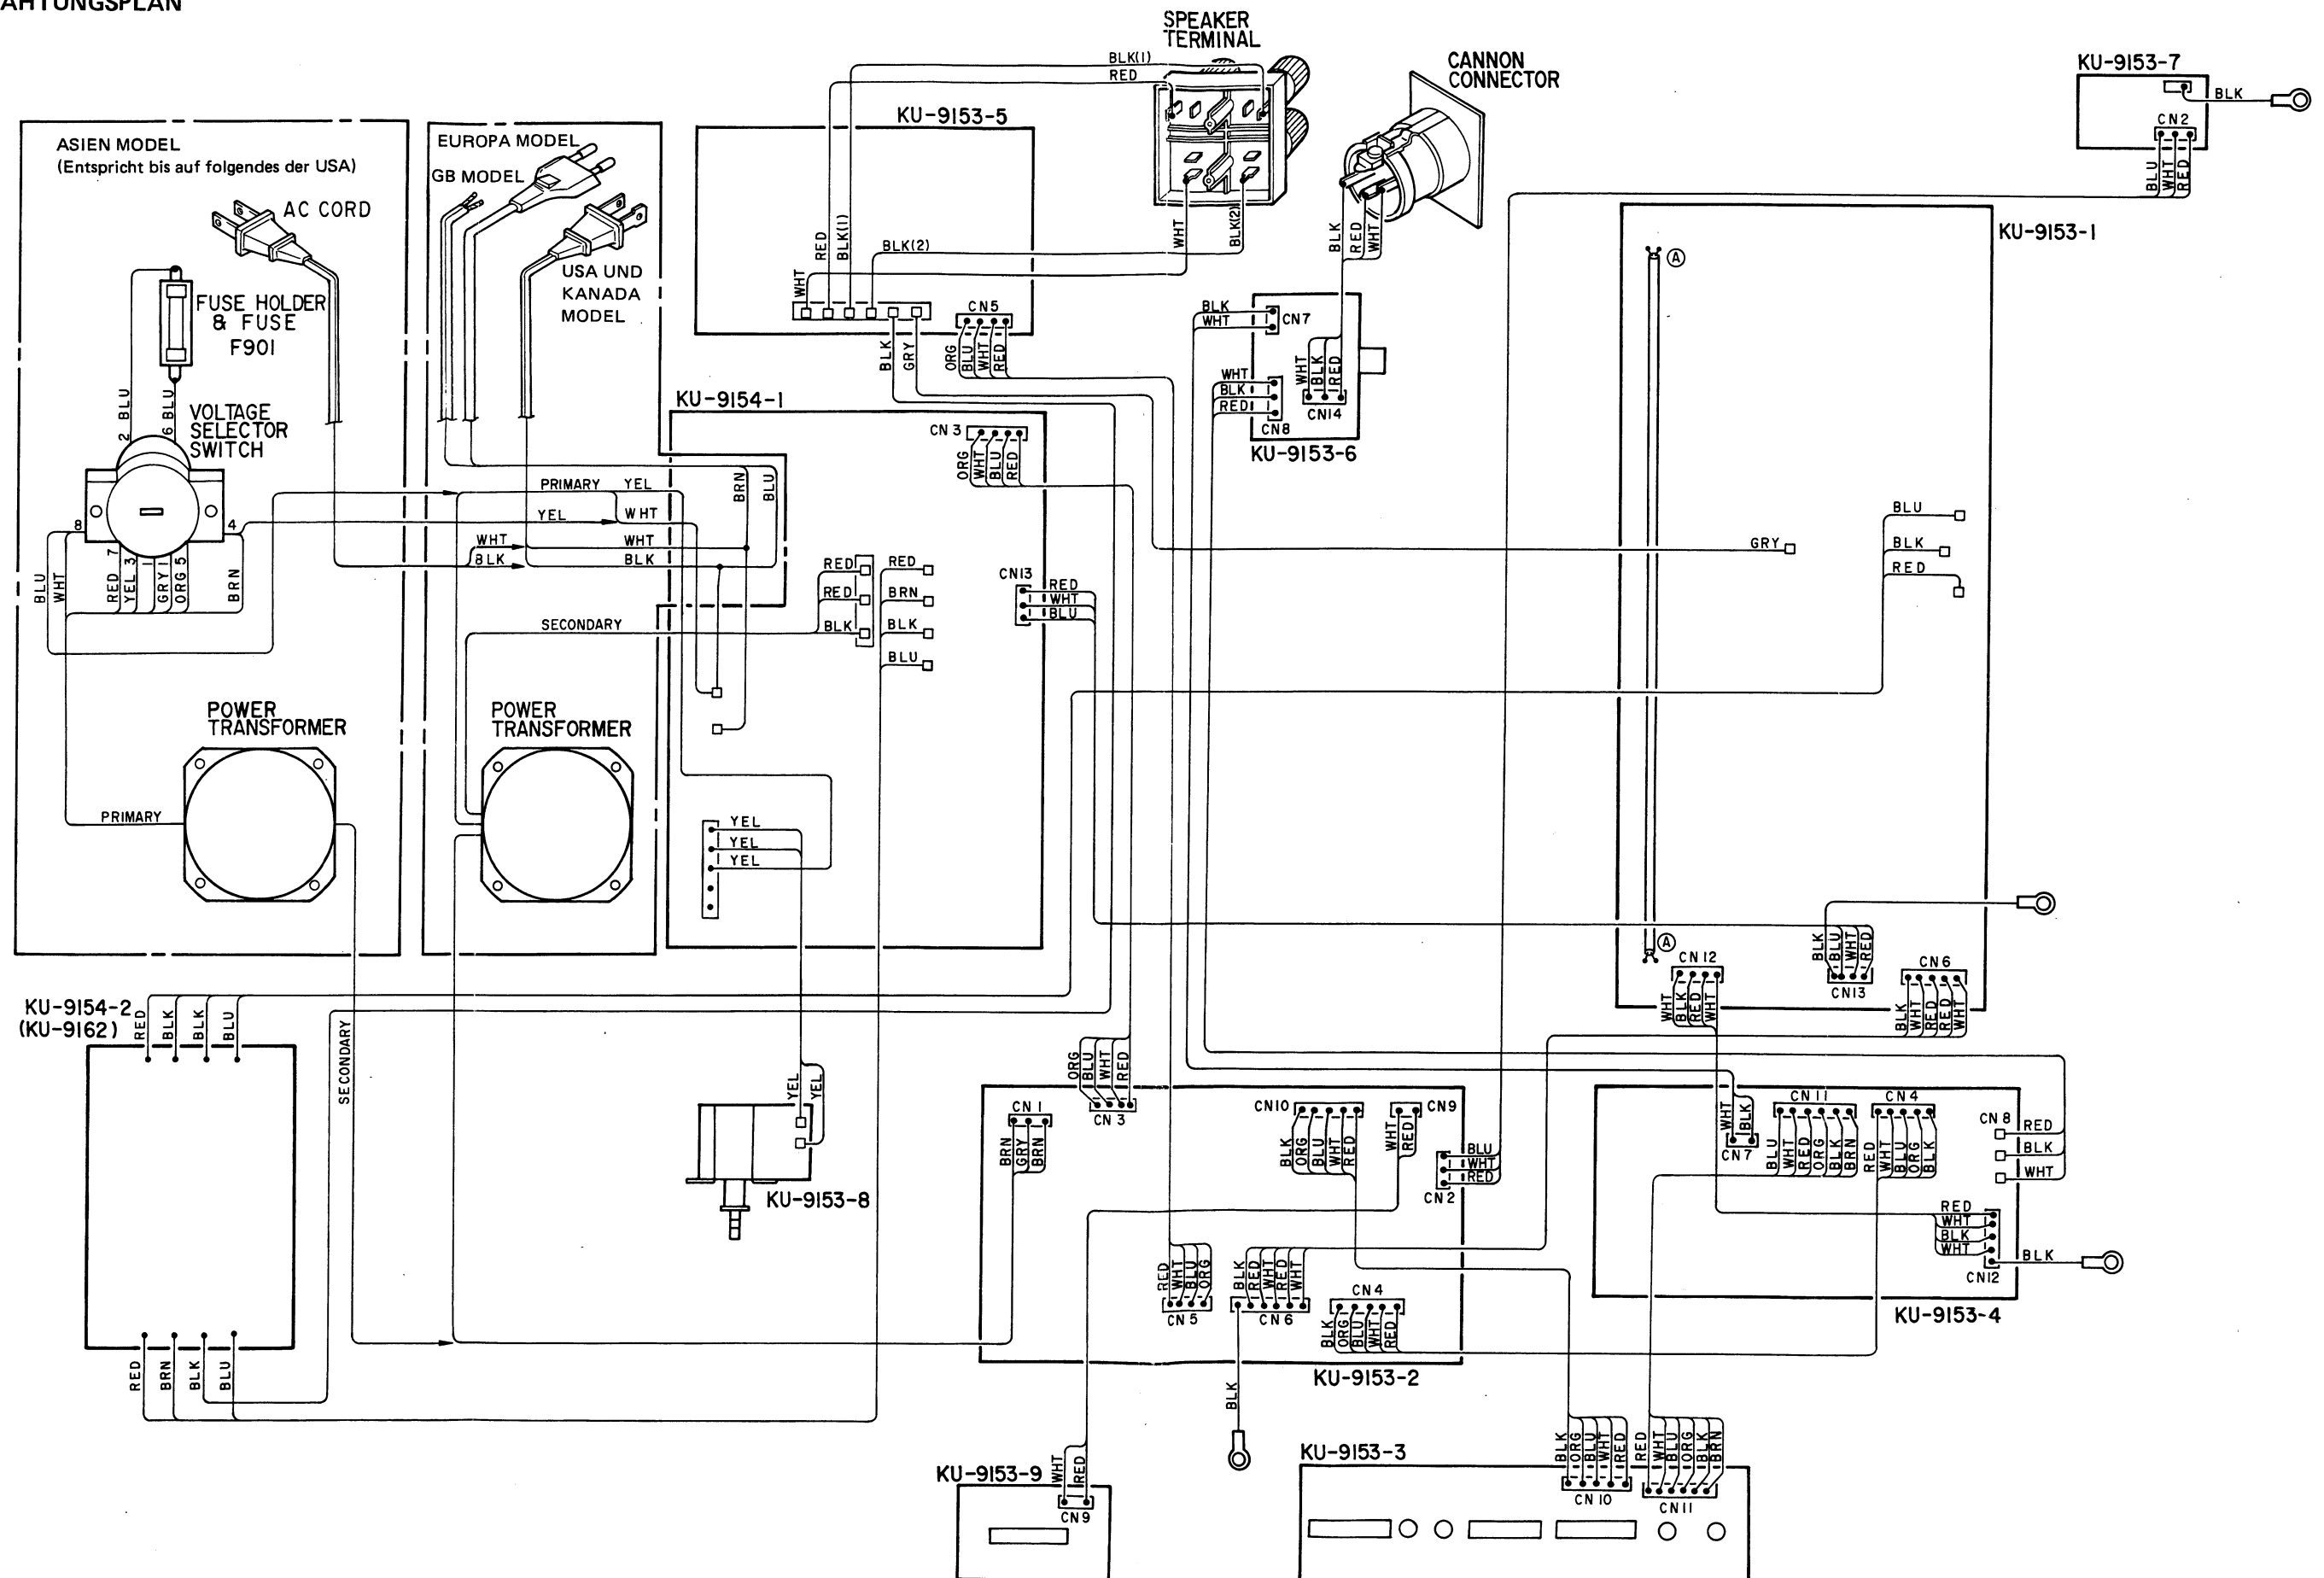 AHTUNGSPLAN
ASIEN MODEL
(Entspricht bis auf folgendes der USA)
AC CORD
FUSE HOLDER
& FUSE
F901
2 BLU
6 BLU
VOLTAGE
SELECTOR
SWITCH
8
4
BLU
WHT
RED 7
YEL 3
1
GRY 1
ORG 5
BRN
POWER
TRANSFORMER
PRIMARY
SECONDARY
EUROPA MODEL
GB MODEL
USA UND
KANADA
MODEL
PRIMARY
YEL
YEL
WHT
WHT
BLK
WHT
BLK
BRN
BLU
SECONDARY
POWER
TRANSFORMER
KU-9153-5
WHT
RED
BLK(1)
BLK(2)
BLK
GRY
CN5
ORG
BLU
WHT
RED
SPEAKER
TERMINAL
BLK(1)
RED
WHT
BLK(2)
CANNON
CONNECTOR
BLK
RED
WHT
KU-9153-7
BLK
CN2
BLU
WHT
RED
KU-9154-1
CN 3
ORG
WHT
BLU
RED
RED
RED
BLK
RED
BRN
BLK
BLU
CN13
RED
WHT
BLU
YEL
YEL
YEL
BLK
WHT
CN7
WHT
BLK
RED
CN8
WHT
BLK
RED
CN14
KU-9153-6
KU-9153-1
A
BLU
BLK
RED
GRY
A
CN 12
WHT
BLK
RED
WHT
BLK
BLU
WHT
RED
CN13
CN6
BLK
WHT
RED
RED
WHT
KU-9154-2
(KU-9162)
RED
BLK
BLK
BLU
RED
BRN
BLK
BLU
YEL
YEL
KU-9153-8
ORG
BLU
WHT
RED
CN 3
CN 1
BRN
GRY
BRN
CN10
BLK
ORG
BLU
WHT
RED
CN9
WHT
RED
BLU
WHT
RED
CN 2
RED
WHT
BLU
ORG
CN 5
BLK
RED
WHT
RED
WHT
CN 6
CN 4
BLK
ORG
BLU
WHT
RED
KU-9153-2
BLK
WHT
BLK
CN 7
CN 11
BLU
WHT
RED
ORG
BLK
BRN
CN 4
RED
WHT
BLU
ORG
BLK
CN 8
RED
BLK
WHT
RED
WHT
BLK
WHT
BLK
CN12
KU-9153-4
KU-9153-9
WHT
RED
CN9
KU-9153-3
BLK
ORG
BLU
WHT
RED
CN 10
RED
WHT
BLU
ORG
BLK
BRN
CN11